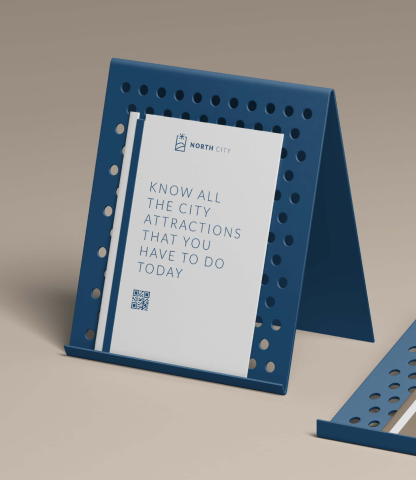 NORTH CITY
KNOW ALL
THE CITY
ATTRACTIONS
THAT YOU
HAVE TO DO
TODAY